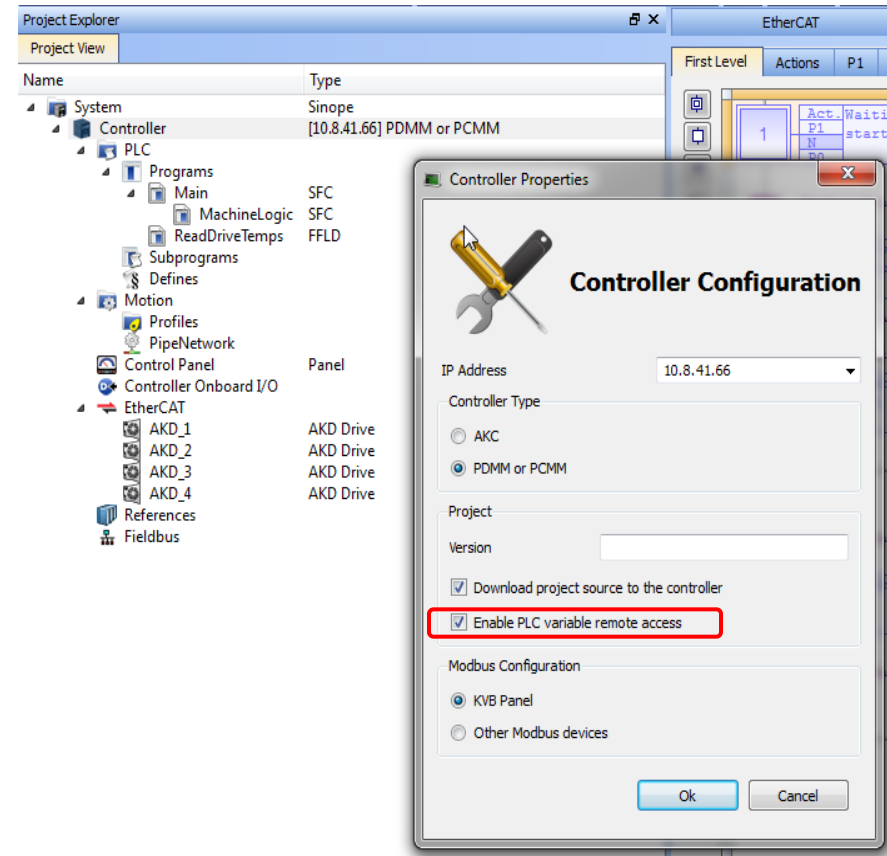 Project Explorer
Project View
Name Type
System Sinope
Controller [10.8.41.66] PDMM or PCMM
PLC
Programs
Main SFC
MachineLogic SFC
ReadDriveTemps FFLD
Subprograms
Defines
Motion
Profiles
PipeNetwork
Control Panel Panel
Controller Onboard I/O
EtherCAT
AKD_1 AKD Drive
AKD_2 AKD Drive
AKD_3 AKD Drive
AKD_4 AKD Drive
References
Fieldbus
EtherCAT
First Level Actions P1
1
Act. Waiti
P1 start
N
P0
Controller Properties
Controller Configuration
IP Address 10.8.41.66
Controller Type
AKC
PDMM or PCMM
Project
Version
Download project source to the controller
Enable PLC variable remote access
Modbus Configuration
KVB Panel
Other Modbus devices
Ok Cancel